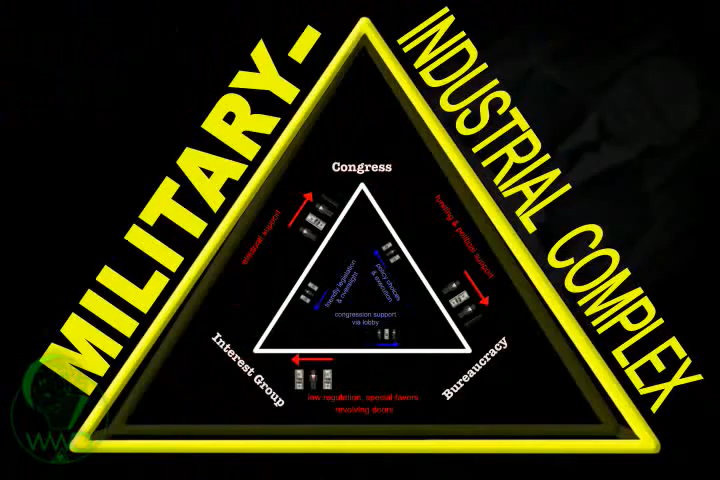 MILITARY-
INDUSTRIAL COMPLEX
Congress
electoral support
funding & political support
friendly legislation
& oversight
policy choices
& execution
congression support
via lobby
Interest Group
Bureaucracy
low regulation, special favors
revolving doors